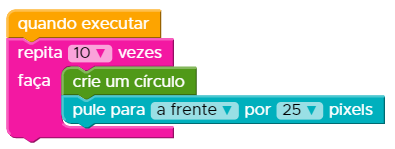 quando executar
repita 10 ▼ vezes
faça crie um círculo
pule para a frente ▼ por 25 ▼ pixels